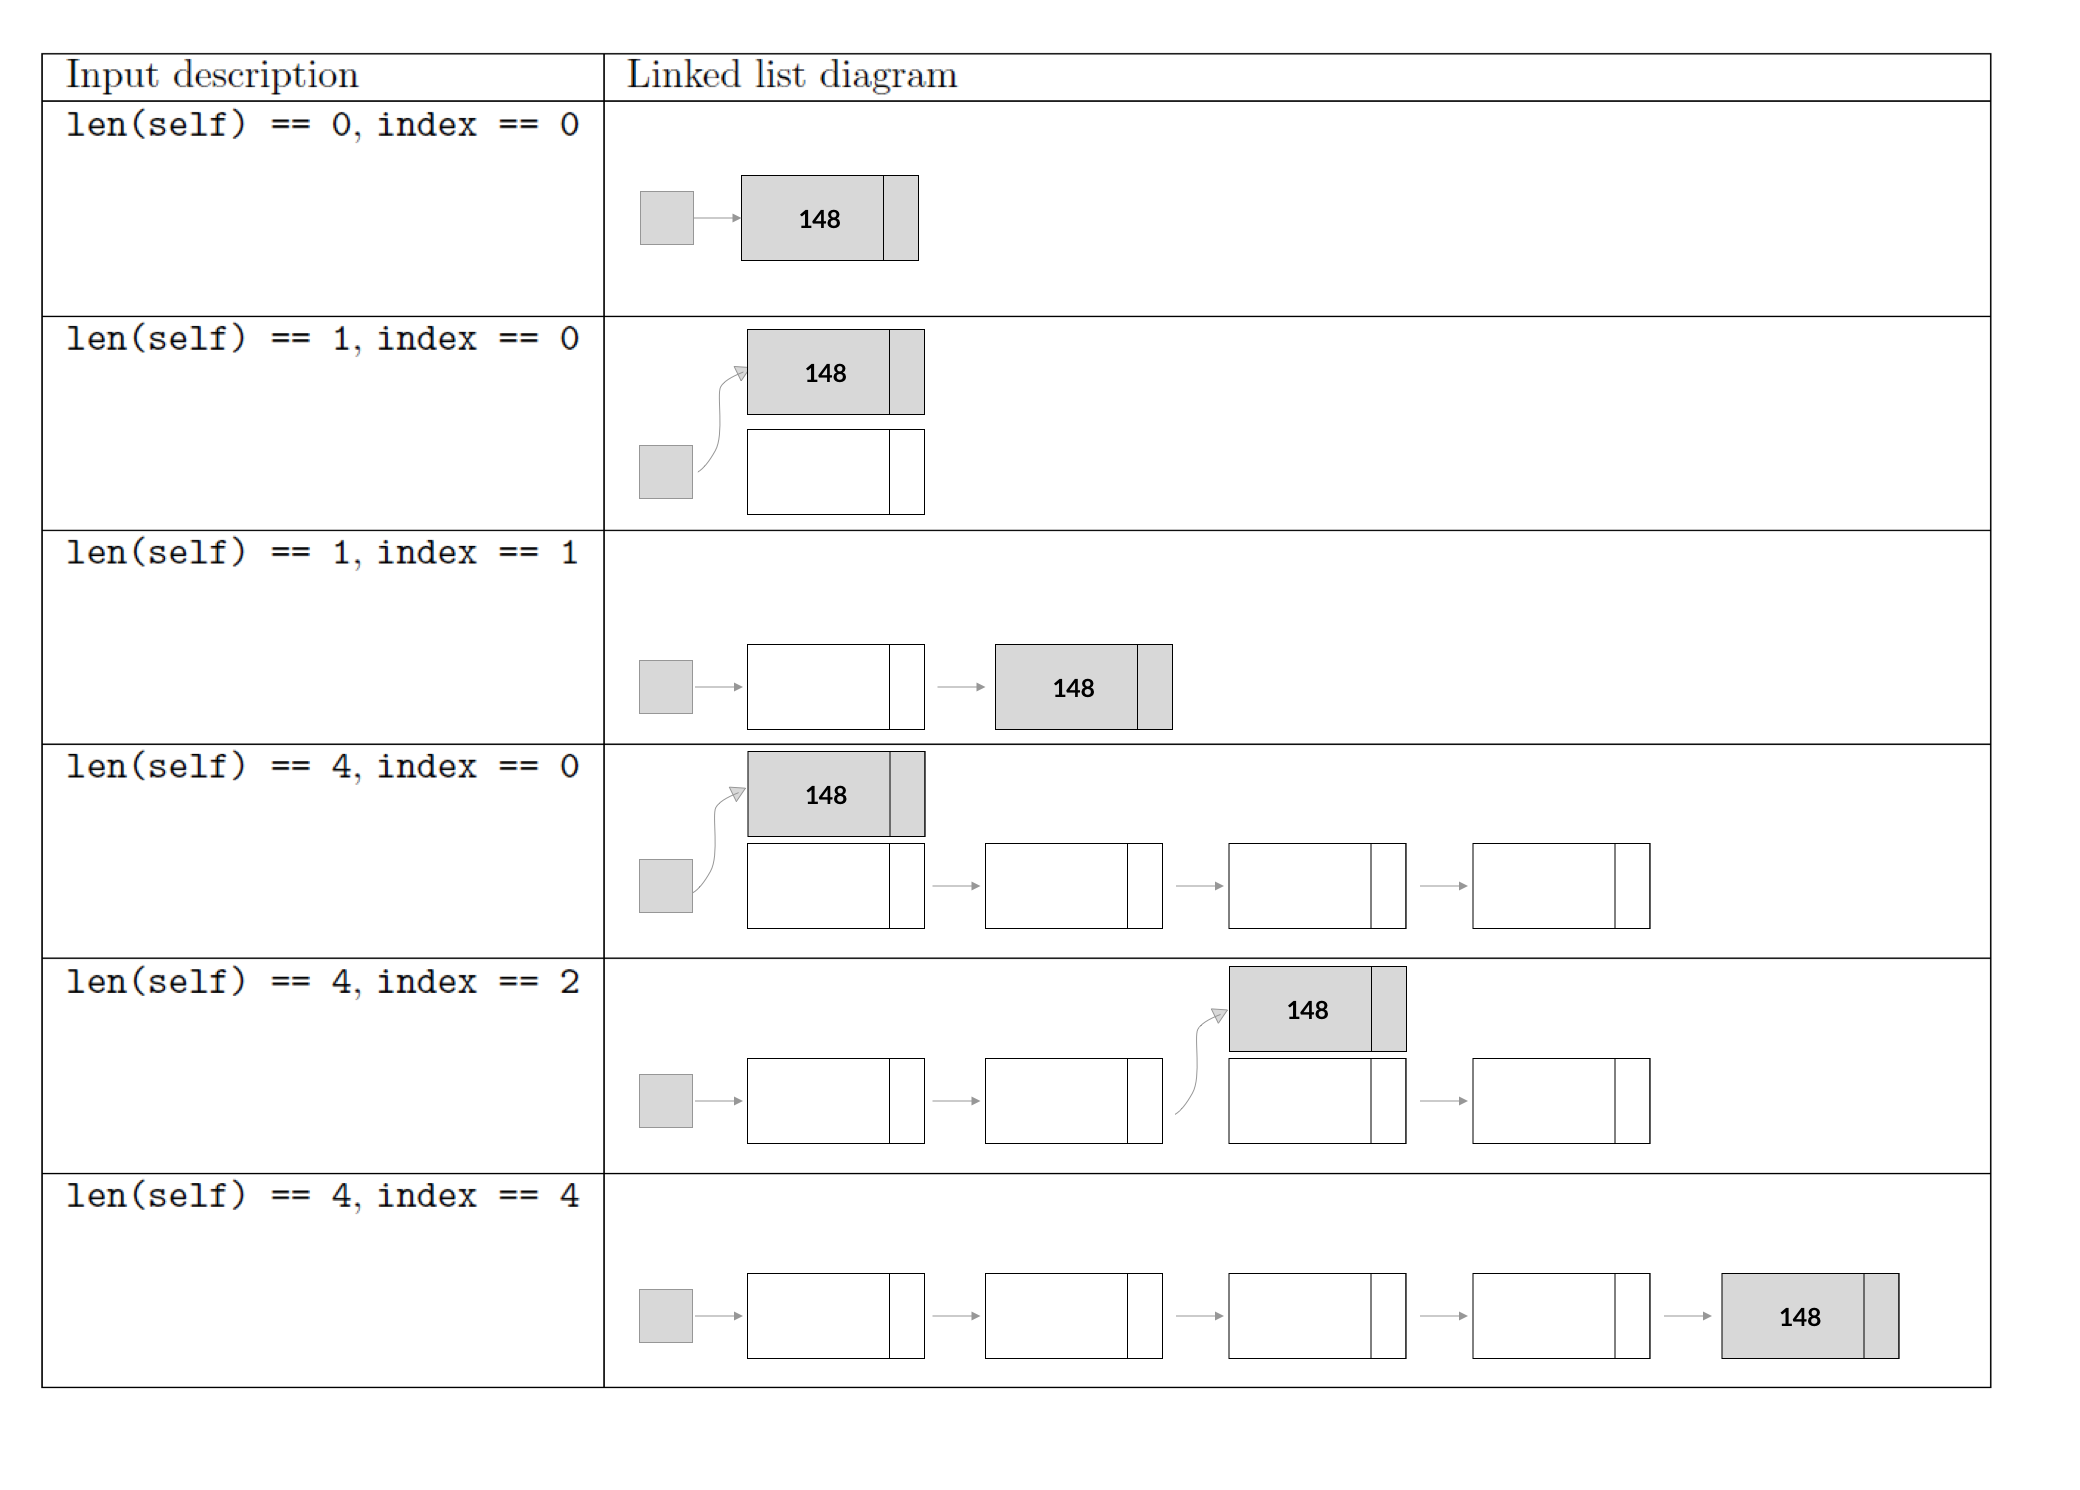 Input description Linked list diagram
len(self) == 0, index == 0
148
len(self) == 1, index == 0
148
len(self) == 1, index == 1
148
len(self) == 4, index == 0
148
len(self) == 4, index == 2
148
len(self) == 4, index == 4
148